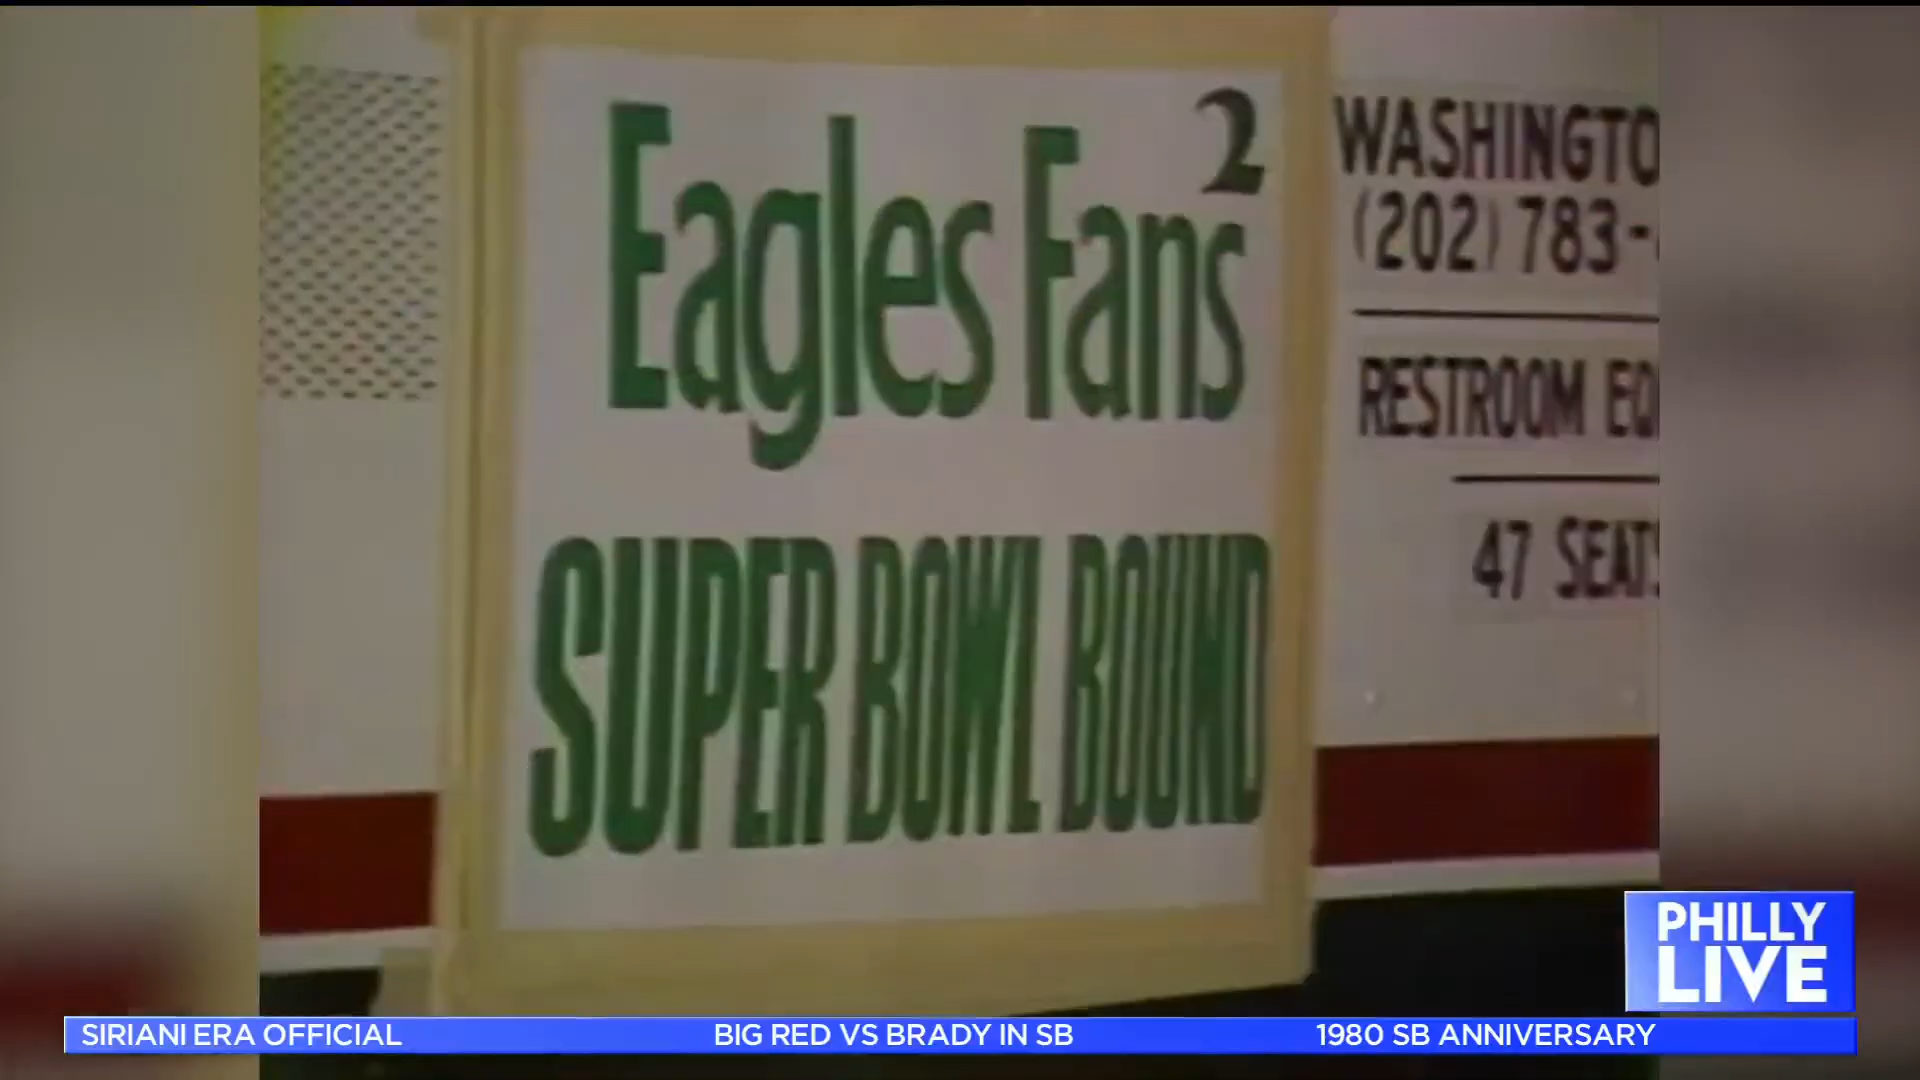 2
Eagles Fans
SUPER BOWL BOUND
WASHINGTO
(202) 783-
RESTROOM EQ
47 SEATS
PHILLY
LIVE
SIRIANI ERA OFFICIAL
BIG RED VS BRADY IN SB
1980 SB ANNIVERSARY